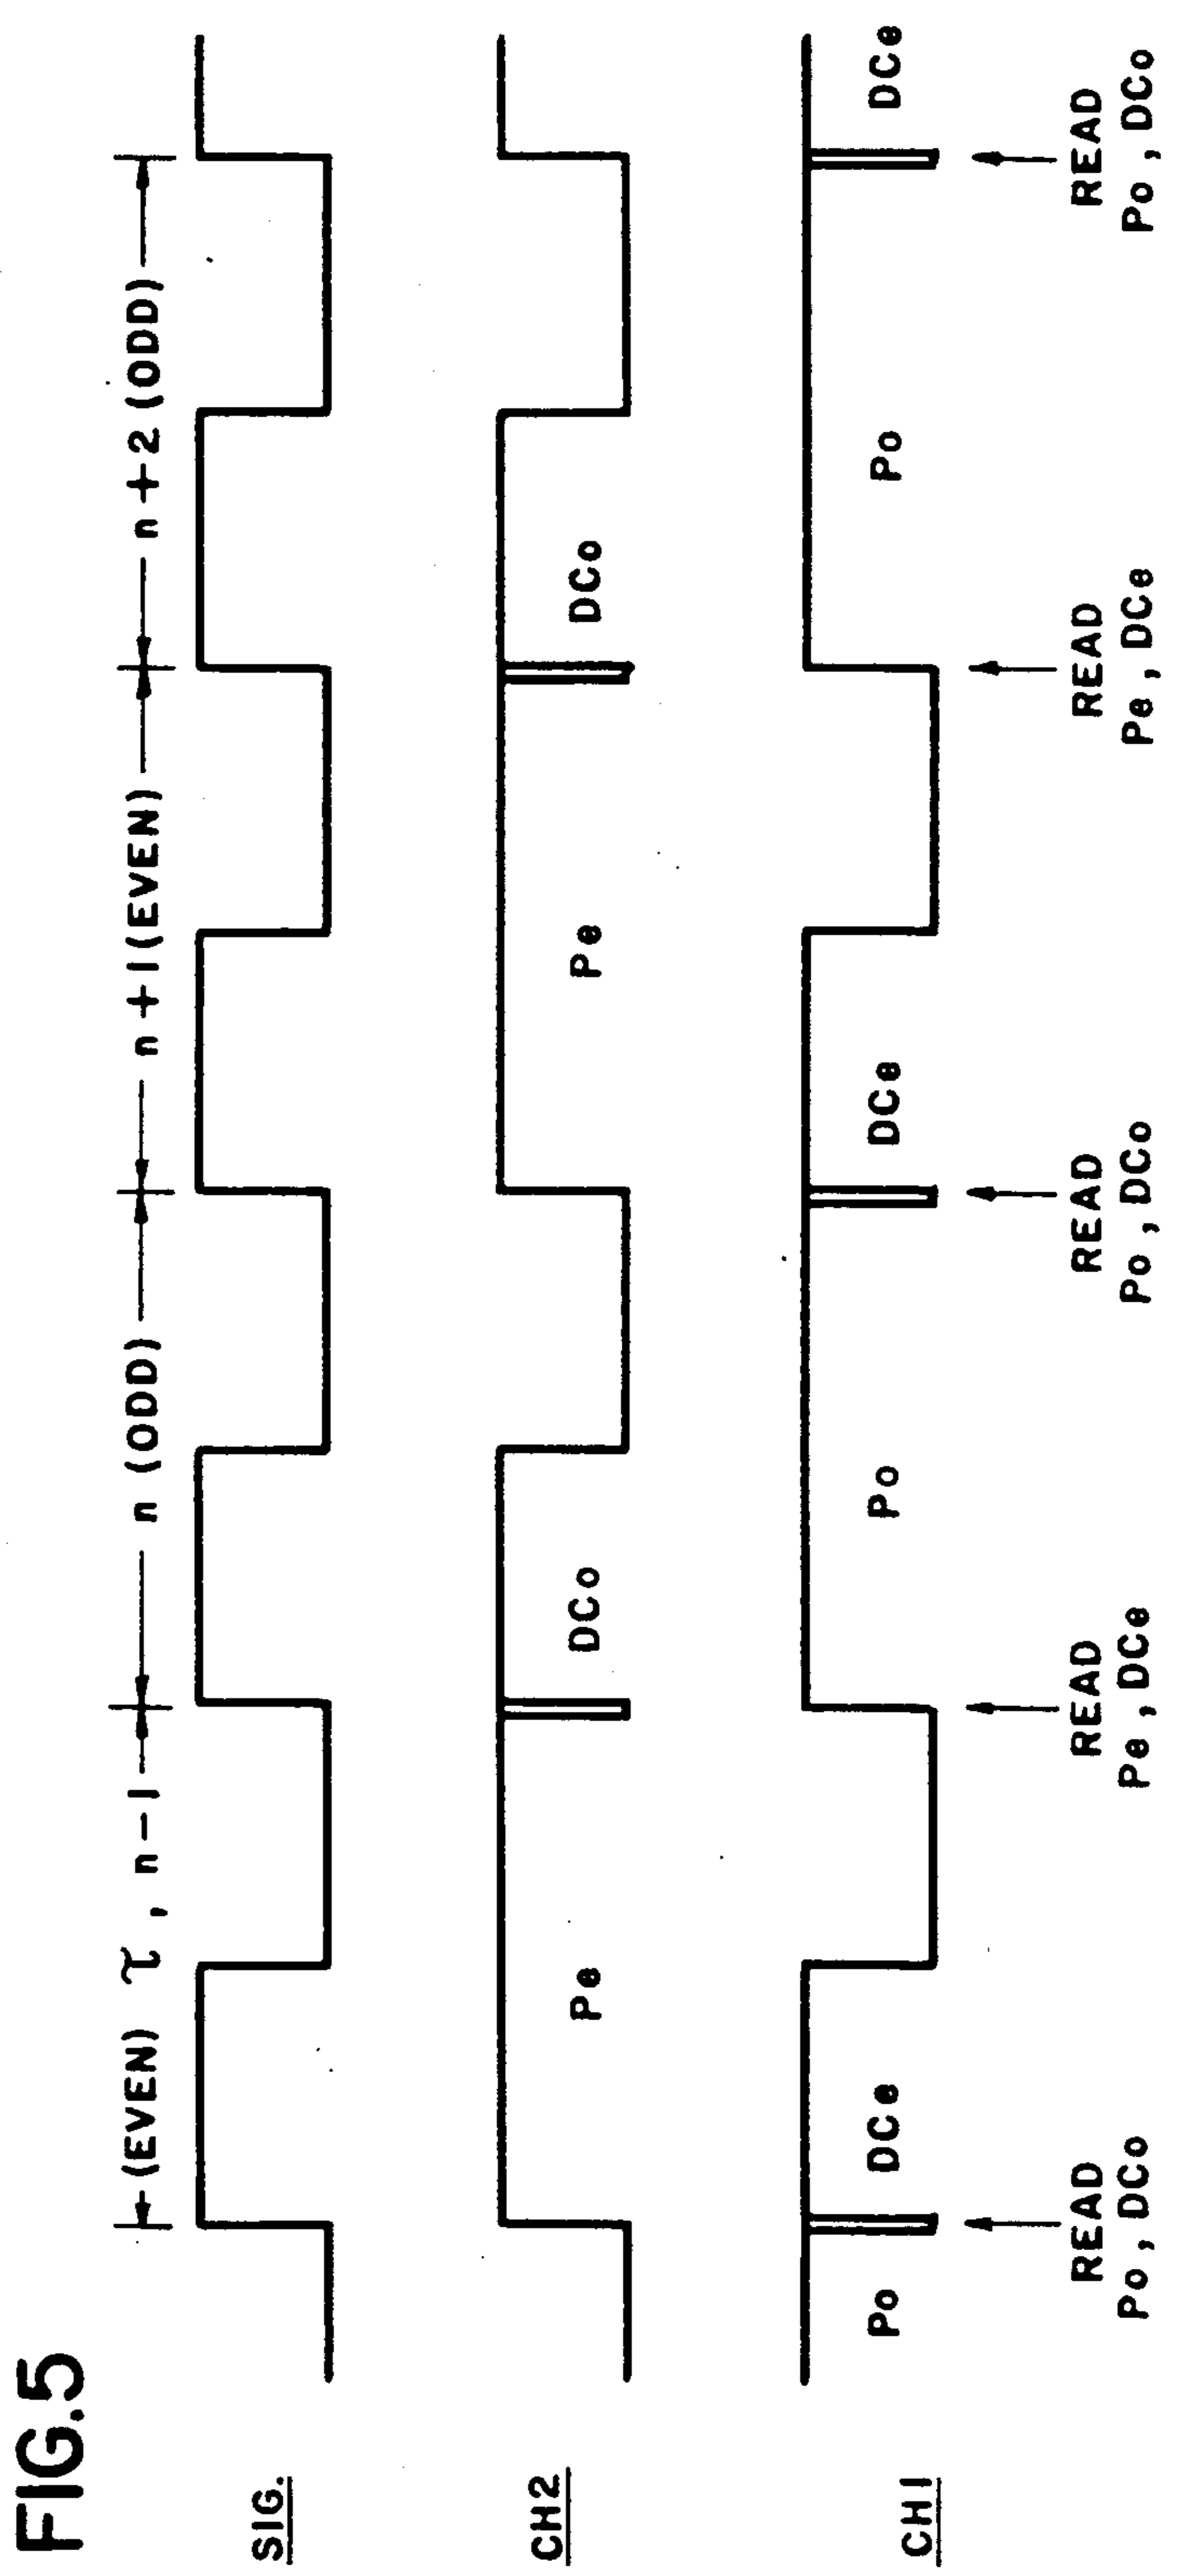 FIG.5
(EVEN) τ, n-1
n (ODD)
n+1(EVEN)
n+2(ODD)
SIG.
CH2
Pe
DCo
Pe
DCo
CH1
Po
DCe
Po
DCe
Po
DCe
READ
Po, DCo
READ
Pe, DCe
READ
Po, DCo
READ
Pe, DCe
READ
Po, DCo